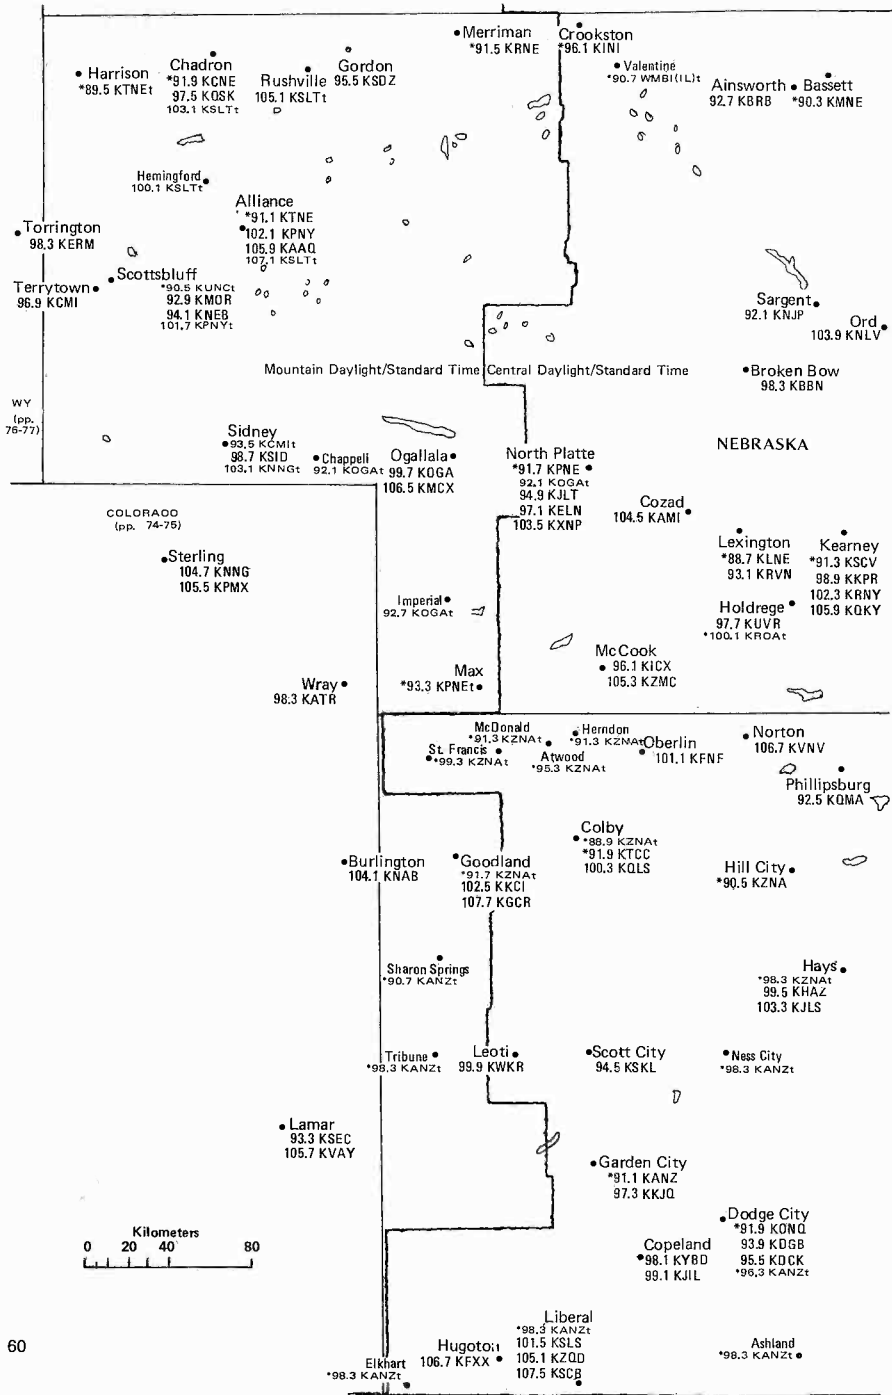 Merriman
*91.5 KRNE
Crookston
*96.1 KINI
Harrison
*89.5 KTNEt
Chadron
*91.9 KCNE
97.5 KQSK
103.1 KSLTt
Rushville
105.1 KSLTt
Gordon
95.5 KSDZ
Valentine
*90.7 WMBI(IL)t
Ainsworth
92.7 KBRB
Bassett
*90.3 KMNE
Hemingford
100.1 KSLTt
Alliance
*91.1 KTNE
102.1 KPNY
105.9 KAAQ
107.1 KSLTt
Torrington
98.3 KERM
Terrytown
96.9 KCMI
Scottsbluff
*90.5 KUNCt
92.9 KMOR
94.1 KNEB
101.7 KPNYt
Sargent
92.1 KNJP
Ord
103.9 KNLV
Mountain Daylight/Standard Time
Central Daylight/Standard Time
Broken Bow
98.3 KBBN
WY
(pp.
76-77)
NEBRASKA
Sidney
93.5 KCMIt
98.7 KSID
103.1 KNNGt
Chappell
92.1 KOGAt
Ogallala
99.7 KOGA
106.5 KMCX
North Platte
*91.7 KPNE
92.1 KOGAt
94.9 KJLT
97.1 KELN
103.5 KXNP
Cozad
104.5 KAMI
COLORADO
(pp. 74-75)
Sterling
104.7 KNNG
105.5 KPMX
Lexington
*88.7 KLNE
93.1 KRVN
Kearney
*91.3 KSCV
98.9 KKPR
102.3 KRNY
105.9 KQKY
Imperial
92.7 KOGAt
Holdrege
97.7 KUVR
*100.1 KROAt
McCook
96.1 KICX
105.3 KZMC
Wray
98.3 KATR
Max
*93.3 KPNEt
McDonald
*91.3 KZNAt
Herndon
*91.3 KZNAt
St. Francis
*99.3 KZNAt
Atwood
*95.3 KZNAt
Oberlin
101.1 KFNF
Norton
106.7 KVNV
Phillipsburg
92.5 KQMA
Colby
*88.9 KZNAt
*91.9 KTCC
100.3 KQLS
Burlington
104.1 KNAB
Goodland
*91.7 KZNAt
102.5 KKCI
107.7 KGCR
Hill City
*90.5 KZNA
Sharon Springs
*90.7 KANZt
Hays
*98.3 KZNAt
99.5 KHAZ
103.3 KJLS
Tribune
*98.3 KANZt
Leoti
99.9 KWKR
Scott City
94.5 KSKL
Ness City
*98.3 KANZt
Lamar
93.3 KSEC
105.7 KVAY
Garden City
*91.1 KANZ
97.3 KKJQ
Kilometers
0 20 40 80
Dodge City
*91.9 KONQ
93.9 KDGB
95.5 KDCK
*96.3 KANZt
Copeland
*98.1 KYBD
99.1 KJIL
60
Elkhart
*98.3 KANZt
Hugoton
106.7 KFXX
Liberal
*98.3 KANZt
101.5 KSLS
105.1 KZQD
107.5 KSCB
Ashland
*98.3 KANZt